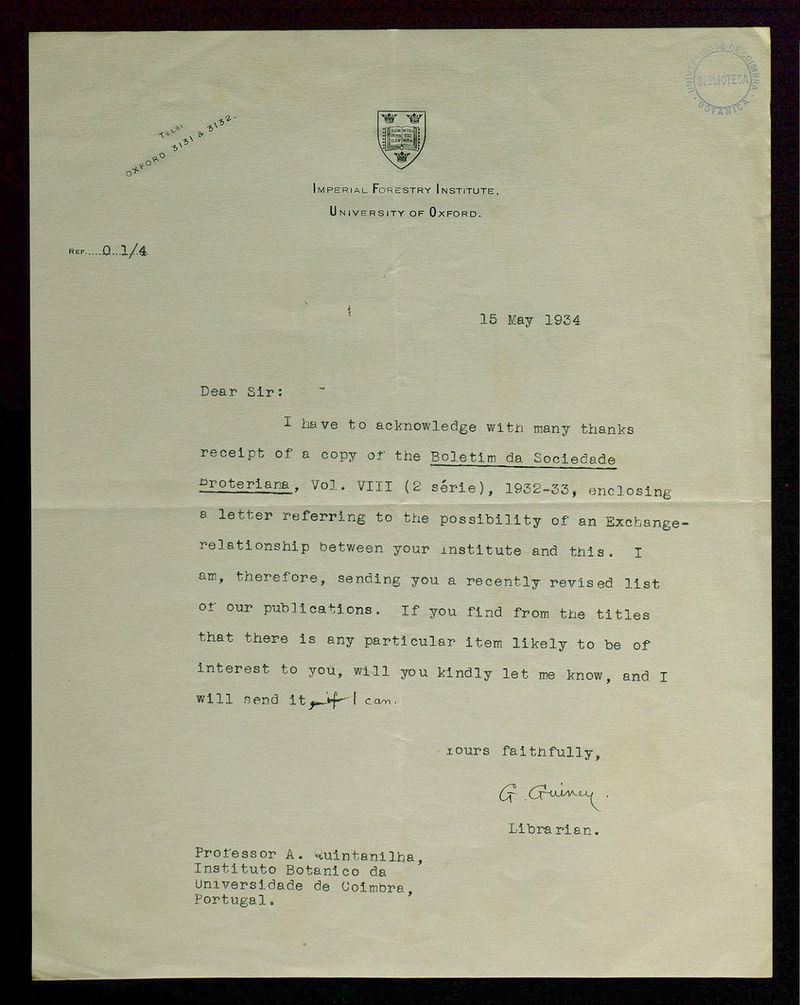 UNIVERSIDADE DE COIMBRA
BIBLIOTECA
BOTANICA
TELS:
OXFORD 3131 & 3132.
IMPERIAL FORESTRY INSTITUTE,
UNIVERSITY OF OXFORD.
REF.....O...1/4
15 May 1934
Dear Sir:
I have to acknowledge with many thanks
receipt of a copy of the Boletim da Sociedade
Broteriana, Vol. VIII (2 série), 1932-33, enclosing
a letter referring to the possibility of an Exchange-
relationship between your institute and this. I
am, therefore, sending you a recently revised list
of our publications. If you find from the titles
that there is any particular item likely to be of
interest to you, will you kindly let me know, and I
will send it, if I can.
Yours faithfully,
G. Guiney.
Librarian.
Professor A. Quintanilha,
Instituto Botanico da
Universidade de Coimbra,
Portugal.